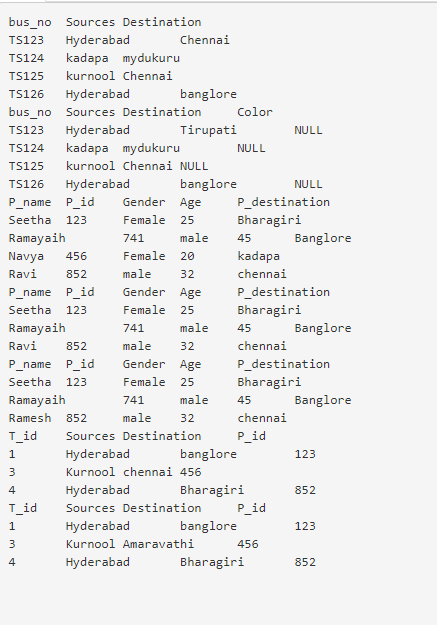 bus_no Sources Destination
TS123 Hyderabad Chennai
TS124 kadapa mydukuru
TS125 kurnool Chennai
TS126 Hyderabad banglore
bus_no Sources Destination Color
TS123 Hyderabad Tirupati NULL
TS124 kadapa mydukuru NULL
TS125 kurnool Chennai NULL
TS126 Hyderabad banglore NULL
P_name P_id Gender Age P_destination
Seetha 123 Female 25 Bharagiri
Ramayaih 741 male 45 Banglore
Navya 456 Female 20 kadapa
Ravi 852 male 32 chennai
P_name P_id Gender Age P_destination
Seetha 123 Female 25 Bharagiri
Ramayaih 741 male 45 Banglore
Ravi 852 male 32 chennai
P_name P_id Gender Age P_destination
Seetha 123 Female 25 Bharagiri
Ramayaih 741 male 45 Banglore
Ramesh 852 male 32 chennai
T_id Sources Destination P_id
1 Hyderabad banglore 123
3 Kurnool chennai 456
4 Hyderabad Bharagiri 852
T_id Sources Destination P_id
1 Hyderabad banglore 123
3 Kurnool Amaravathi 456
4 Hyderabad Bharagiri 852